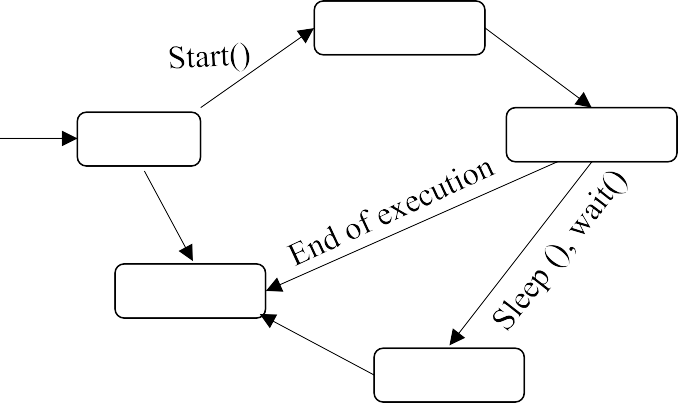 Start()
End of execution
Sleep (), wait()